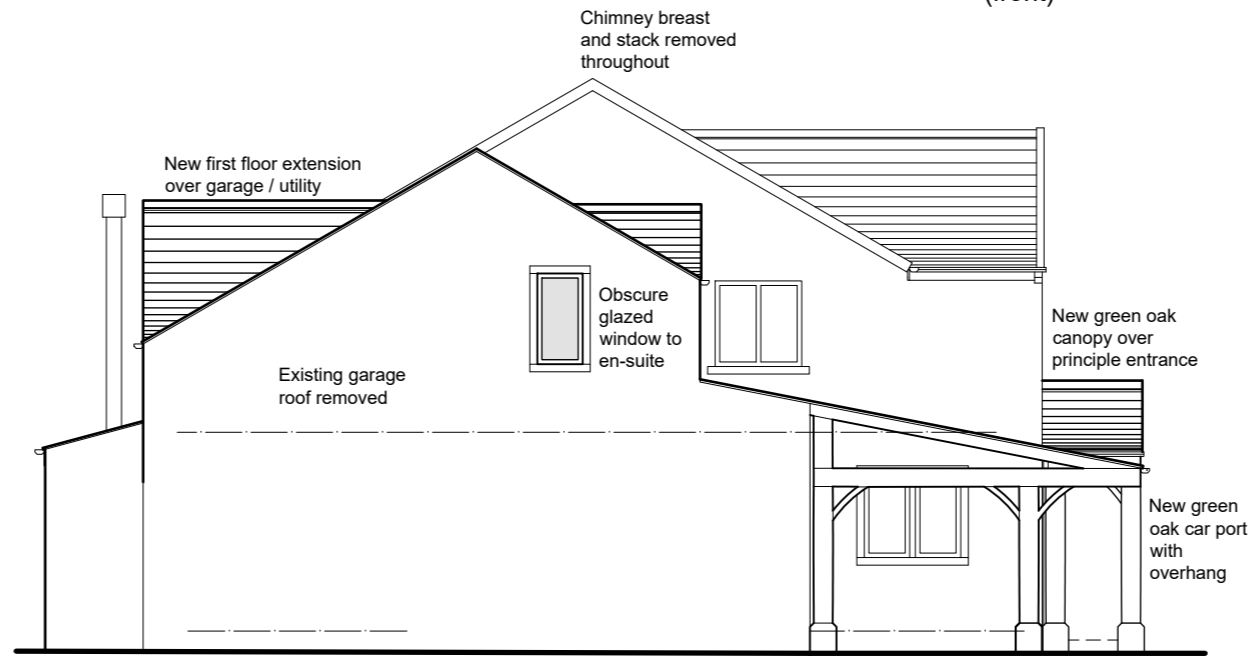 (front)
Chimney breast
and stack removed
throughout
New first floor extension
over garage / utility
Obscure
glazed
window to
en-suite
New green oak
canopy over
principle entrance
Existing garage
roof removed
New green
oak car port
with
overhang